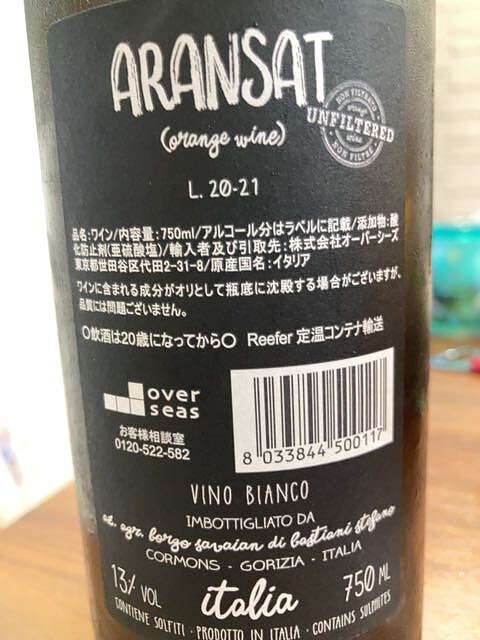 ARANSAT
(orange wine)
NON FILTRATO
UNFILTERED
wine
NON FILTRÉ
L. 20-21
品名:ワイン/内容量:750ml/アルコール分はラベルに記載/添加物:酸
化防止剤(亜硫酸塩)/輸入者及び引取先:株式会社オーバーシーズ
東京都世田谷区代田2-31-8/原産国名:イタリア
ワインに含まれる成分がオリとして瓶底に沈殿する場合がございますが、
品質には問題ございません。
〇飲酒は20歳になってから〇 Reefer 定温コンテナ輸送
over
seas
お客様相談室
0120-522-582
8 033844 500117
VINO BIANCO
IMBOTTIGLIATO DA
az. agr. borgo savaian di bastiani stefano
CORMONS - GORIZIA - ITALIA
13% VOL
italia
750 ML
CONTIENE SOLFITI · PRODOTTO IN ITALIA · CONTAINS SULPHITES